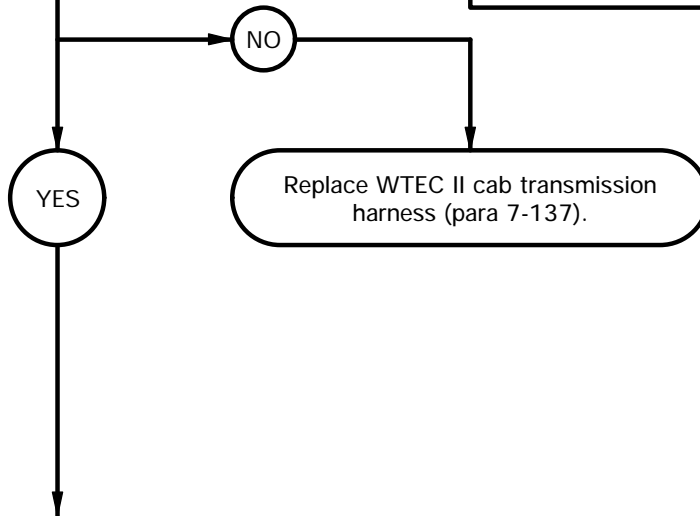 NO
YES
Replace WTEC II cab transmission
harness (para 7-137).